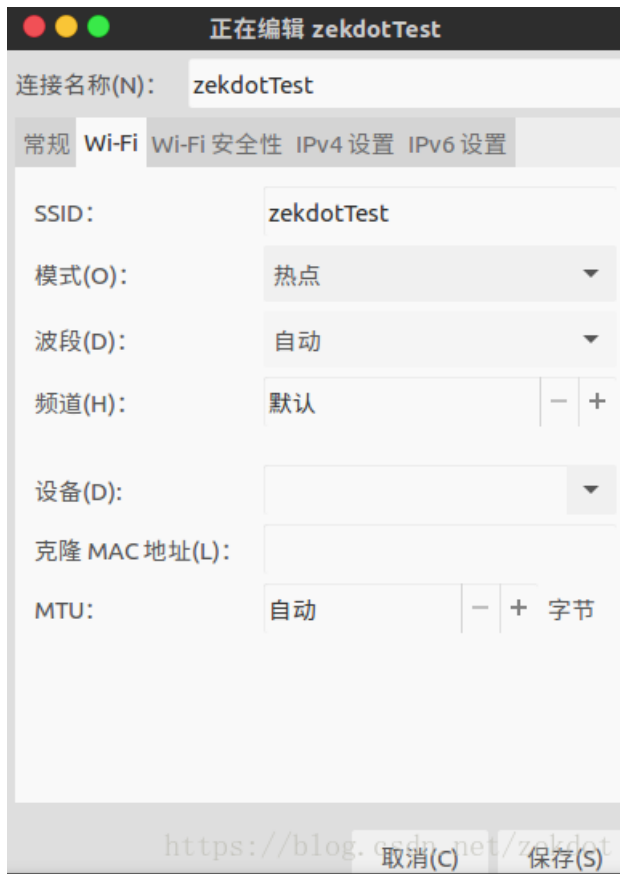 正在编辑 zekdotTest
连接名称(N)： zekdotTest
常规 Wi-Fi Wi-Fi 安全性 IPv4 设置 IPv6 设置
SSID： zekdotTest
模式(O)： 热点
波段(D)： 自动
频道(H)： 默认 − +
设备(D):
克隆 MAC 地址(L)：
MTU： 自动 − + 字节
https://blog.csdn.net/zekdot
取消(C) 保存(S)